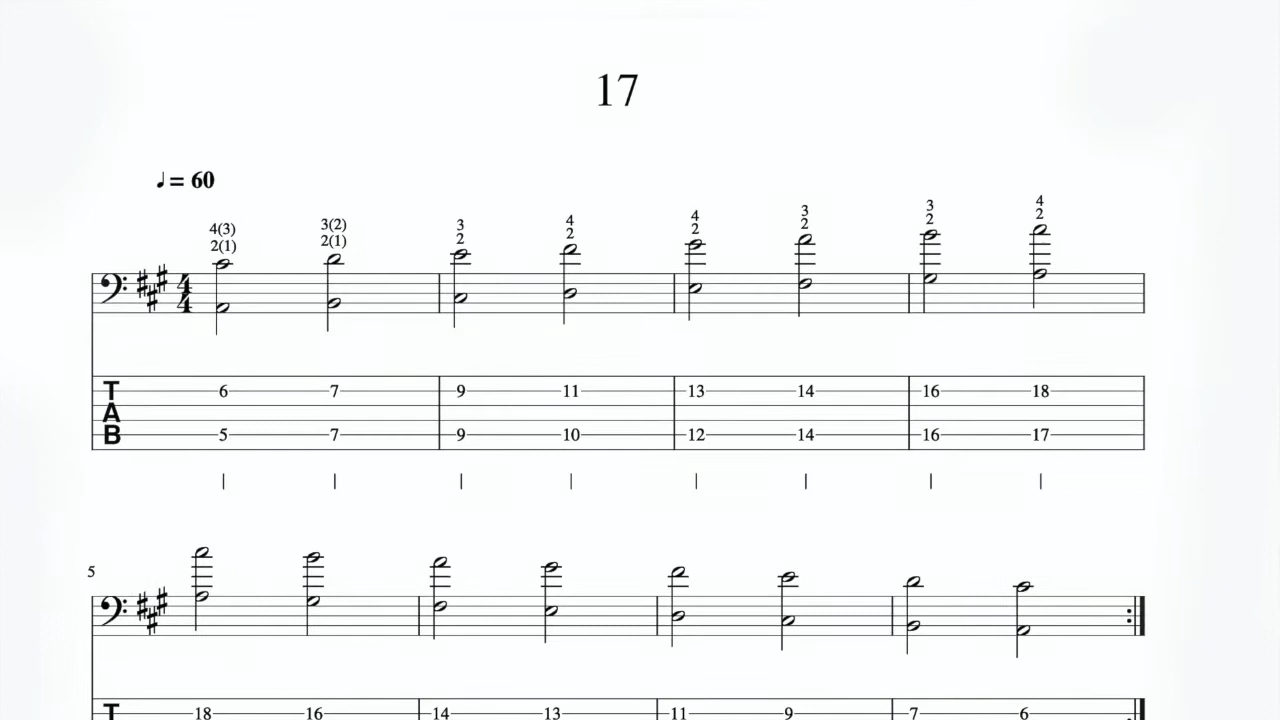 17
♩= 60
4(3) 3(2) 3 4 4 3 3 4
2(1) 2(1) 2 2 2 2 2 2
4
4
T 6 7 9 11 13 14 16 18
A
B 5 7 9 10 12 14 16 17
5
T 18 16 14 13 11 9 7 6